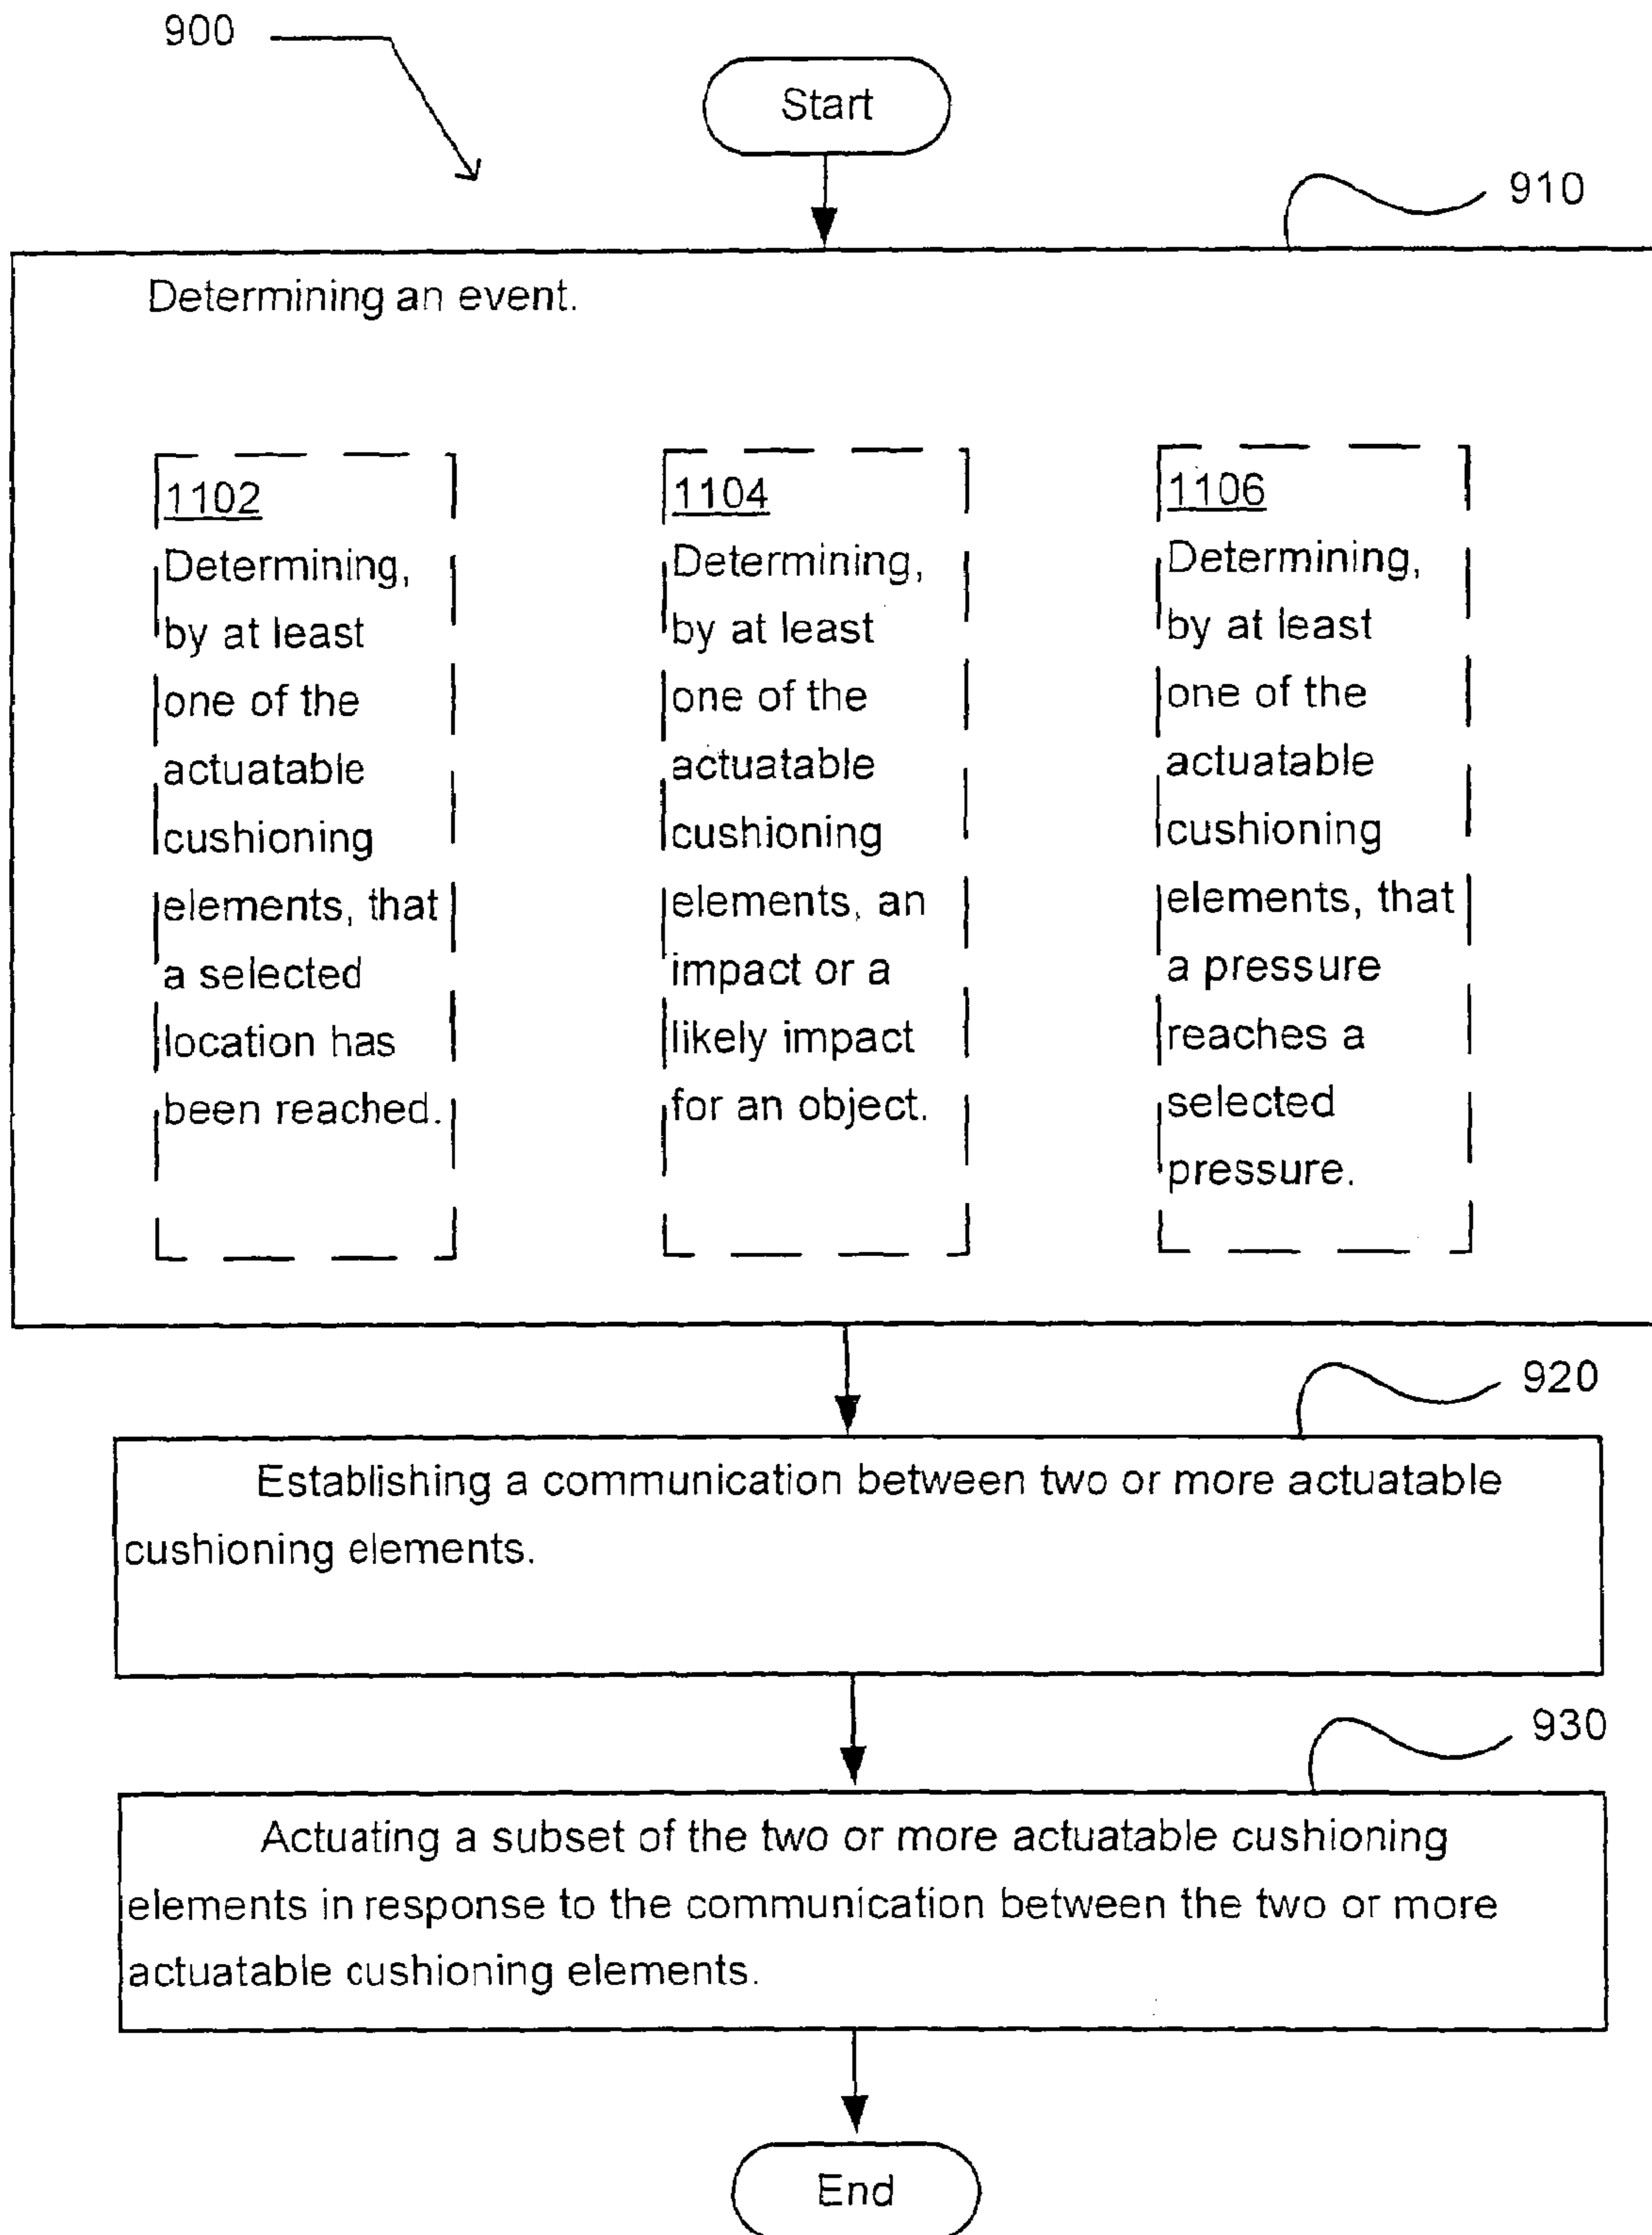 900
Start
910
Determining an event.
1102
Determining,
by at least
one of the
actuatable
cushioning
elements, that
a selected
location has
been reached.
1104
Determining,
by at least
one of the
actuatable
cushioning
elements, an
impact or a
likely impact
for an object.
1106
Determining,
by at least
one of the
actuatable
cushioning
elements, that
a pressure
reaches a
selected
pressure.
920
Establishing a communication between two or more actuatable
cushioning elements.
930
Actuating a subset of the two or more actuatable cushioning
elements in response to the communication between the two or more
actuatable cushioning elements.
End